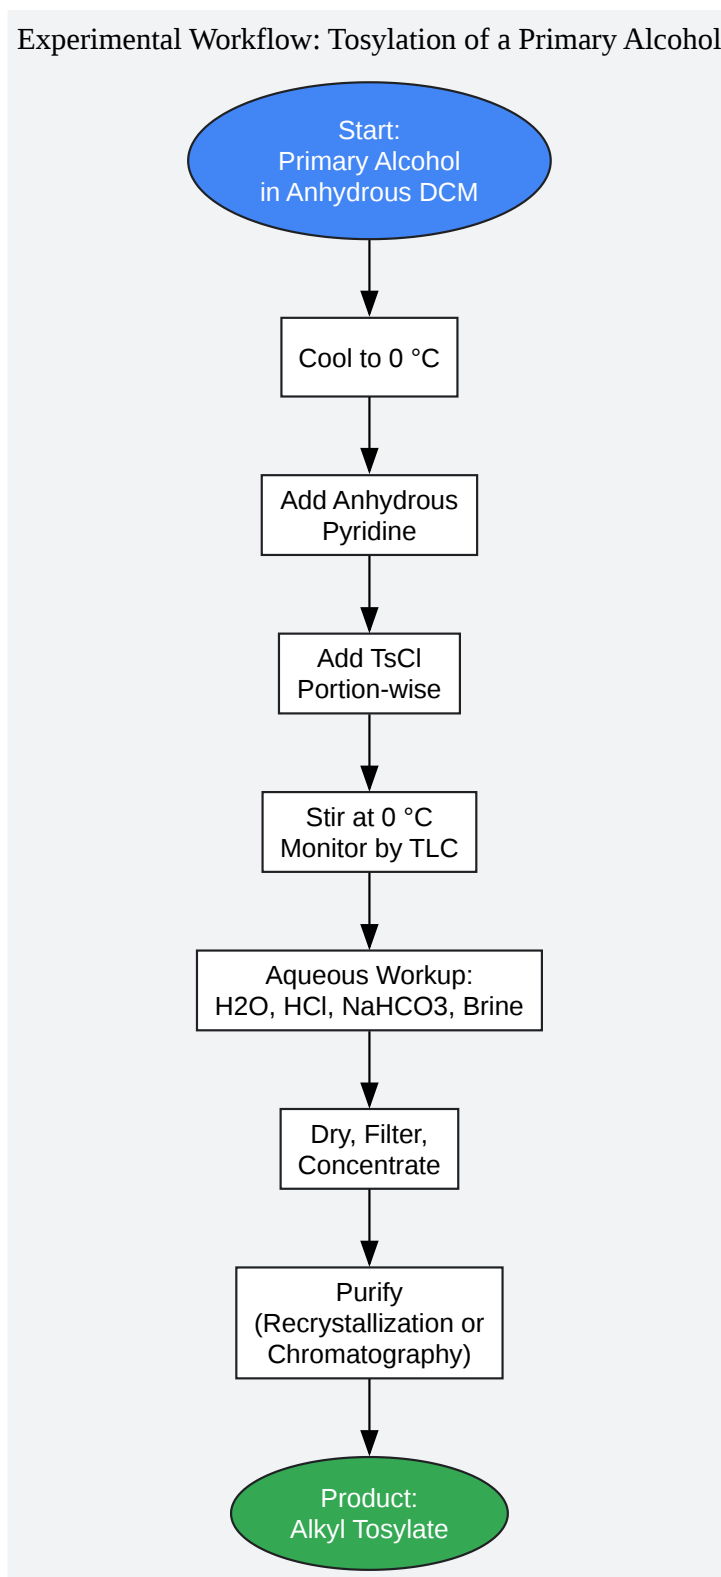 Experimental Workflow: Tosylation of a Primary Alcohol
Start:
Primary Alcohol
in Anhydrous DCM
Cool to 0 °C
Add Anhydrous
Pyridine
Add TsCl
Portion-wise
Stir at 0 °C
Monitor by TLC
Aqueous Workup:
H2O, HCl, NaHCO3, Brine
Dry, Filter,
Concentrate
Purify
(Recrystallization or
Chromatography)
Product:
Alkyl Tosylate